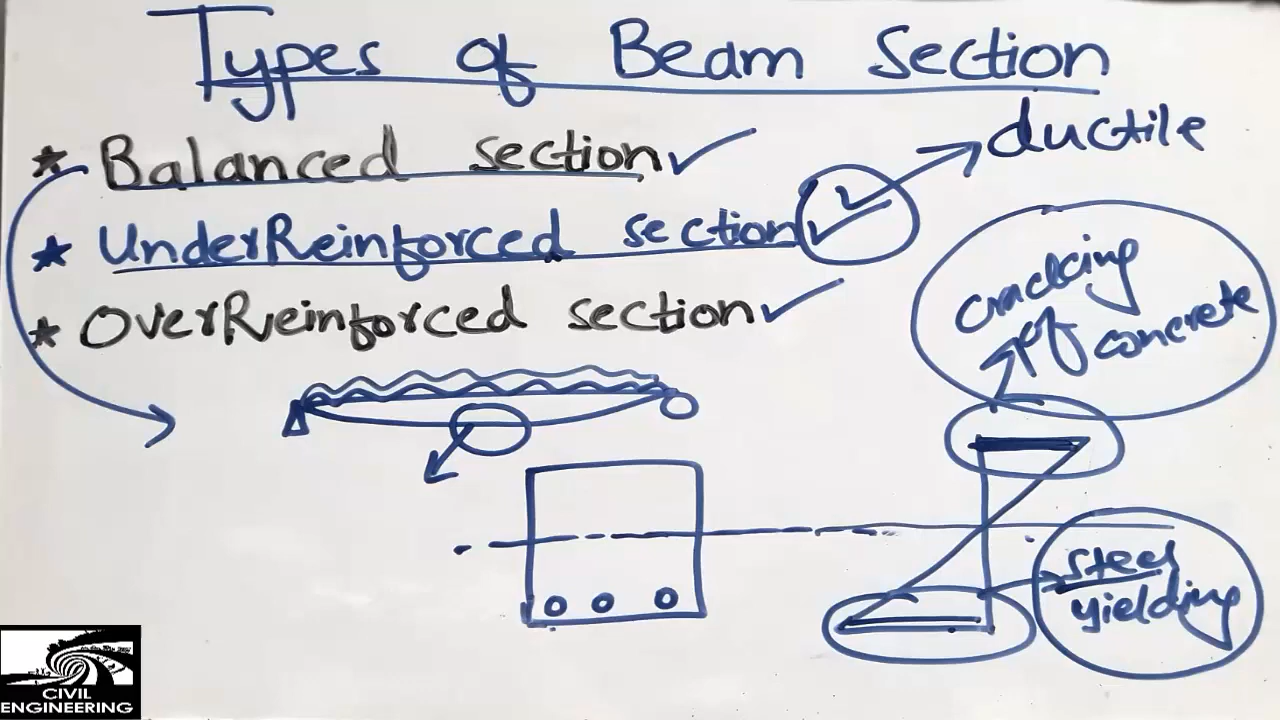 Types of Beam Section
★ Balanced section ✓
ductile
★ UnderReinforced section ✓
★ OverReinforced section ✓
cracking
of concrete
steel
yielding
CIVIL
ENGINEERING